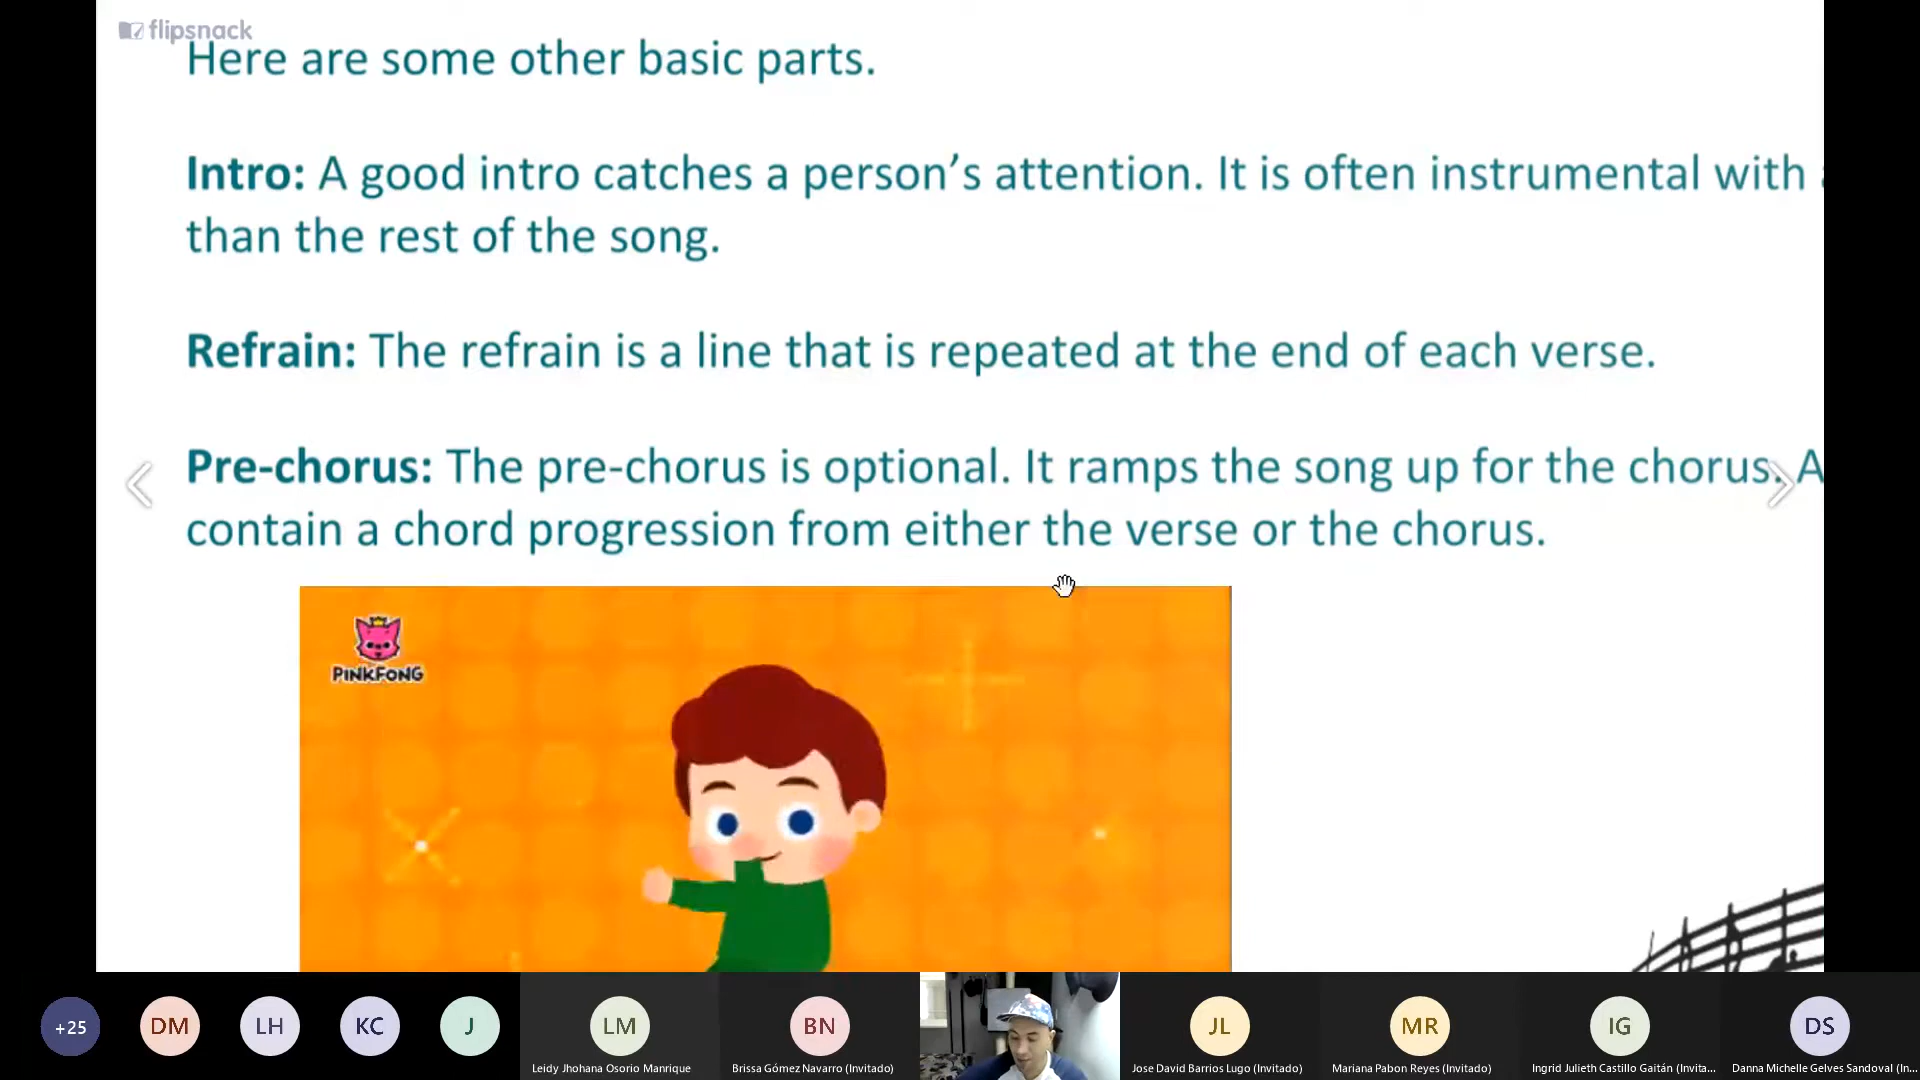 flipsnack
Here are some other basic parts.
Intro: A good intro catches a person’s attention. It is often instrumental with
than the rest of the song.
Refrain: The refrain is a line that is repeated at the end of each verse.
Pre-chorus: The pre-chorus is optional. It ramps the song up for the chorus. A
contain a chord progression from either the verse or the chorus.
PINKFONG
+25
DM
LH
KC
J
LM
BN
JL
MR
IG
DS
Leidy Jhohana Osorio Manrique
Brissa Gómez Navarro (Invitado)
Jose David Barrios Lugo (Invitado)
Mariana Pabon Reyes (Invitado)
Ingrid Julieth Castillo Gaitán (Invita...
Danna Michelle Gelves Sandoval (In...